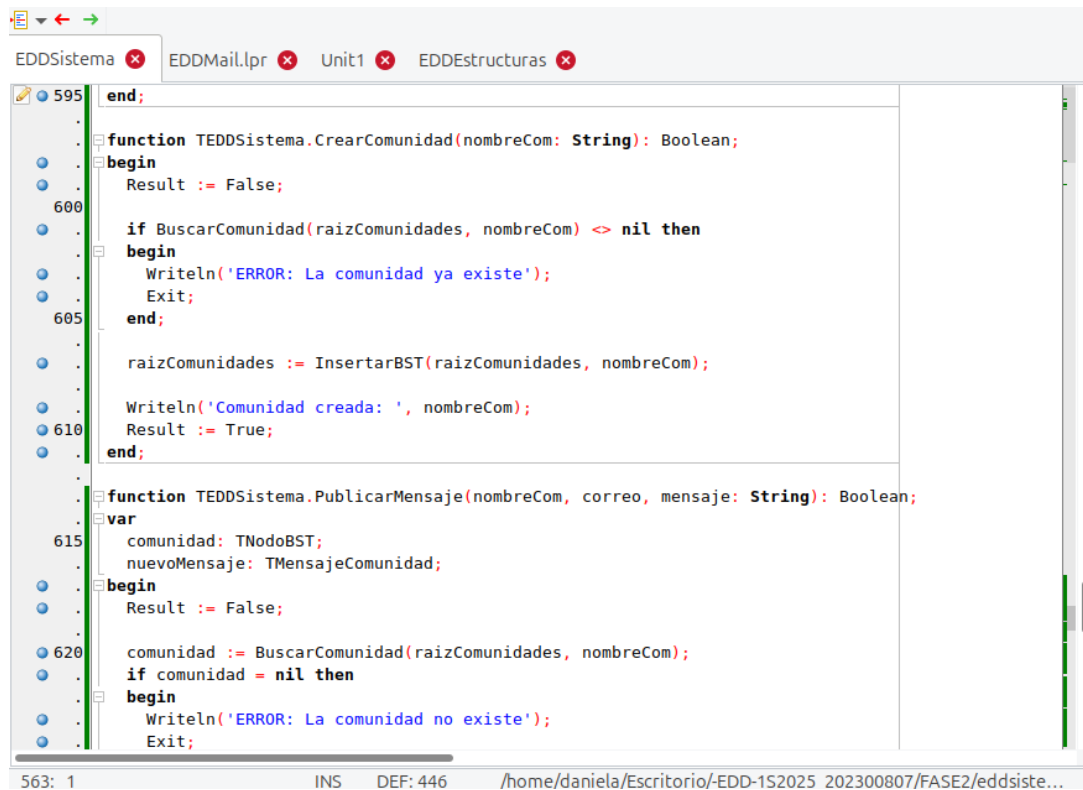 EDDSistema EDDMail.lpr Unit1 EDDEstructuras
595 end;
.
. function TEDDSistema.CrearComunidad(nombreCom: String): Boolean;
. begin
. Result := False;
600
. if BuscarComunidad(raizComunidades, nombreCom) <> nil then
. begin
. Writeln('ERROR: La comunidad ya existe');
. Exit;
605 end;
.
. raizComunidades := InsertarBST(raizComunidades, nombreCom);
.
. Writeln('Comunidad creada: ', nombreCom);
610 Result := True;
. end;
.
. function TEDDSistema.PublicarMensaje(nombreCom, correo, mensaje: String): Boolean;
. var
615 comunidad: TNodoBST;
. nuevoMensaje: TMensajeComunidad;
. begin
. Result := False;
.
620 comunidad := BuscarComunidad(raizComunidades, nombreCom);
. if comunidad = nil then
. begin
. Writeln('ERROR: La comunidad no existe');
. Exit;
563: 1 INS DEF: 446 /home/daniela/Escritorio/-EDD-1S2025_202300807/FASE2/eddsiste...